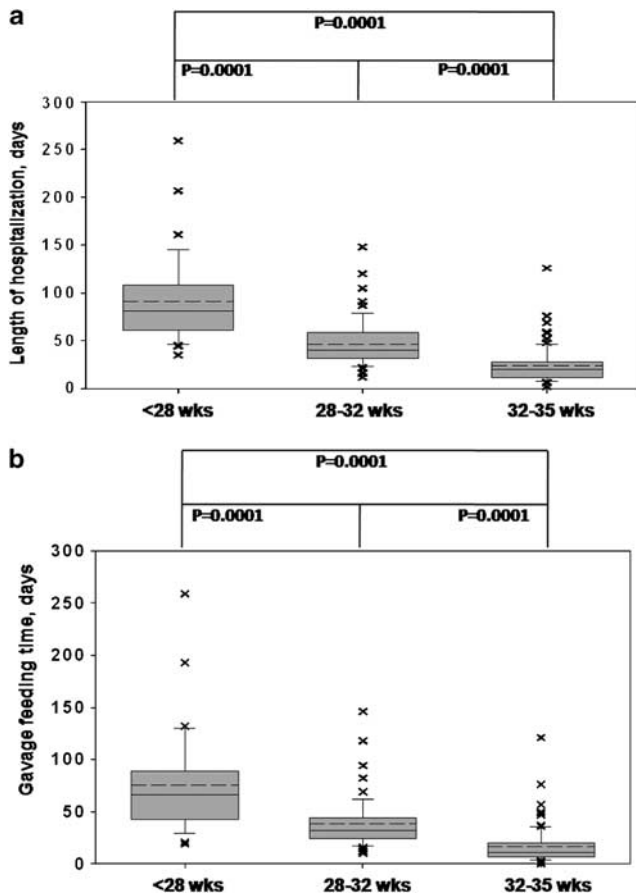 a
P=0.0001
P=0.0001 P=0.0001
300
250
200
150
100
50
0
Length of hospitalization, days
<28 wks 28-32 wks 32-35 wks
b
P=0.0001
P=0.0001 P=0.0001
300
250
200
150
100
50
0
Gavage feeding time, days
<28 wks 28-32 wks 32-35 wks